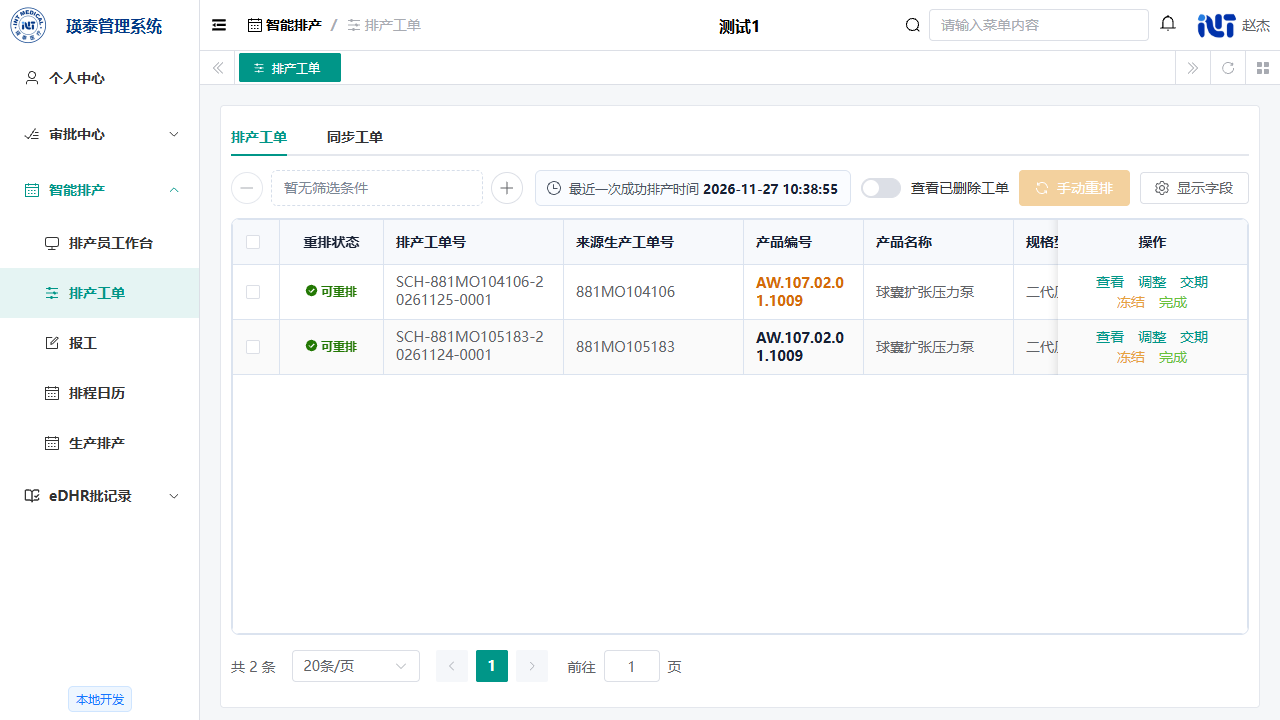 瑛泰管理系统
智能排产 / 排产工单
测试1
请输入菜单内容
赵杰
个人中心
审批中心
智能排产
排产员工作台
排产工单
报工
排程日历
生产排产
eDHR批记录
本地开发
排产工单
排产工单 同步工单
暂无筛选条件
最近一次成功排产时间 2026-11-27 10:38:55
查看已删除工单
手动重排
显示字段
重排状态 排产工单号 来源生产工单号 产品编号 产品名称 规格型 操作
可重排 SCH-881MO104106-2
0261125-0001 881MO104106 AW.107.02.0
1.1009 球囊扩张压力泵 二代压 查看 调整 交期
冻结 完成
可重排 SCH-881MO105183-2
0261124-0001 881MO105183 AW.107.02.0
1.1009 球囊扩张压力泵 二代压 查看 调整 交期
冻结 完成
共 2 条 20条/页 1 前往 1 页